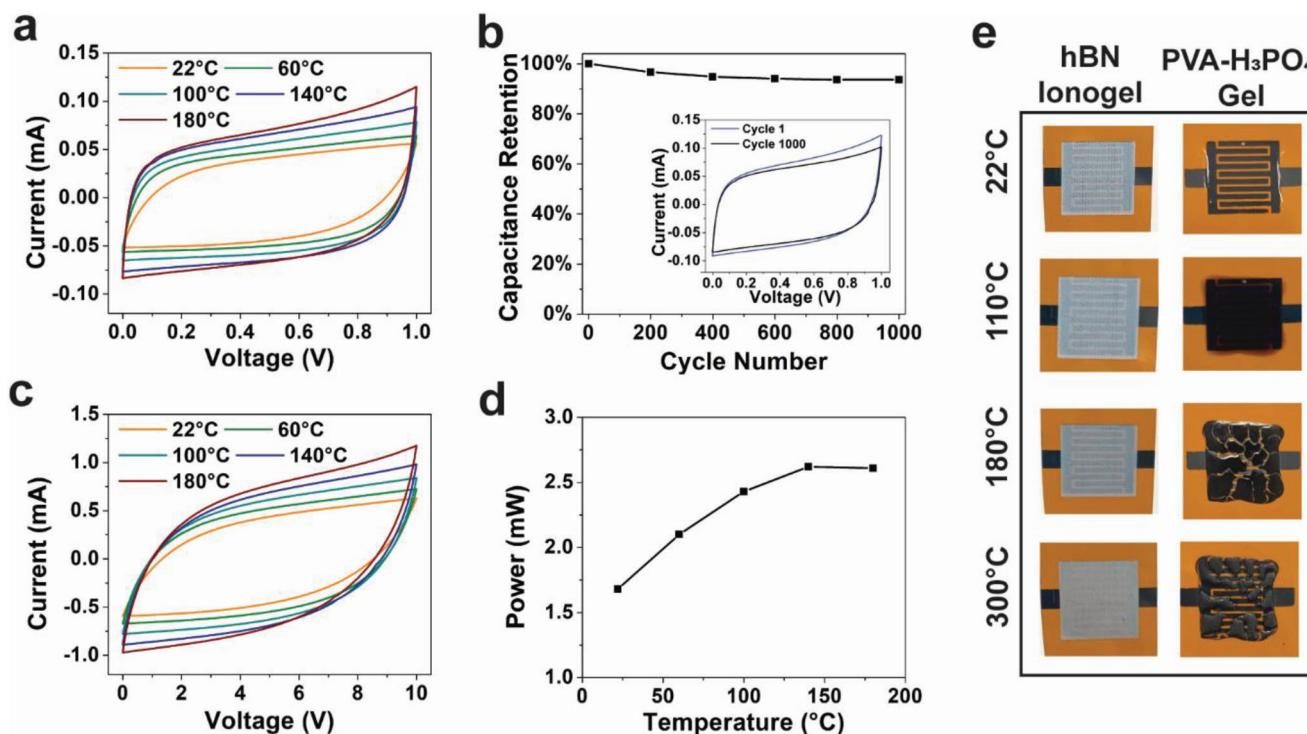 a
0.15
0.10
0.05
0.00
-0.05
-0.10
Current (mA)
22°C 60°C
100°C 140°C
180°C
0.0 0.2 0.4 0.6 0.8 1.0
Voltage (V)
b
100%
80%
60%
40%
20%
0%
Capacitance Retention
0 200 400 600 800 1000
Cycle Number
Cycle 1
Cycle 1000
0.15
0.10
0.05
0.00
-0.05
-0.10
Current (mA)
0.0 0.2 0.4 0.6 0.8 1.0
Voltage (V)
c
1.5
1.0
0.5
0.0
-0.5
-1.0
Current (mA)
22°C 60°C
100°C 140°C
180°C
0 2 4 6 8 10
Voltage (V)
d
3.0
2.5
2.0
1.5
1.0
Power (mW)
0 50 100 150 200
Temperature (°C)
e
hBN
Ionogel
PVA-H₃PO₄
Gel
22°C
110°C
180°C
300°C